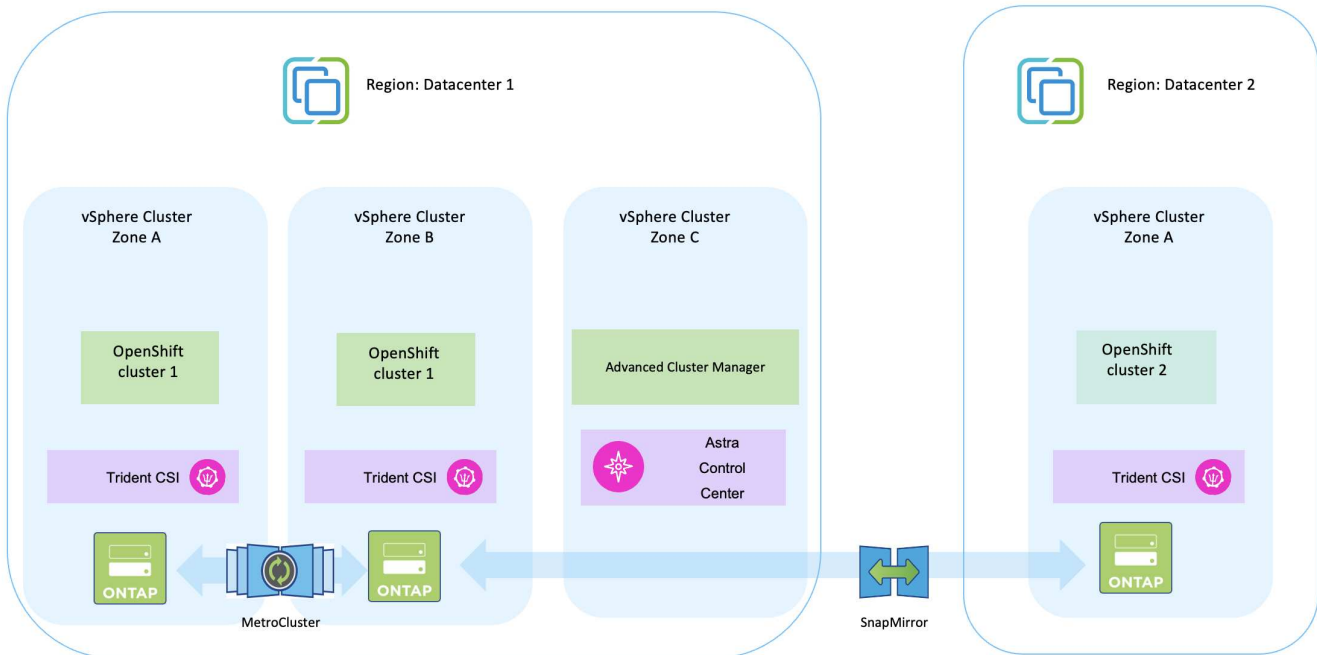 Region: Datacenter 1
Region: Datacenter 2
vSphere Cluster
Zone A
vSphere Cluster
Zone B
vSphere Cluster
Zone C
vSphere Cluster
Zone A
OpenShift
cluster 1
OpenShift
cluster 1
Advanced Cluster Manager
OpenShift
cluster 2
Trident CSI
Trident CSI
Astra
Control
Center
Trident CSI
ONTAP
ONTAP
ONTAP
MetroCluster
SnapMirror